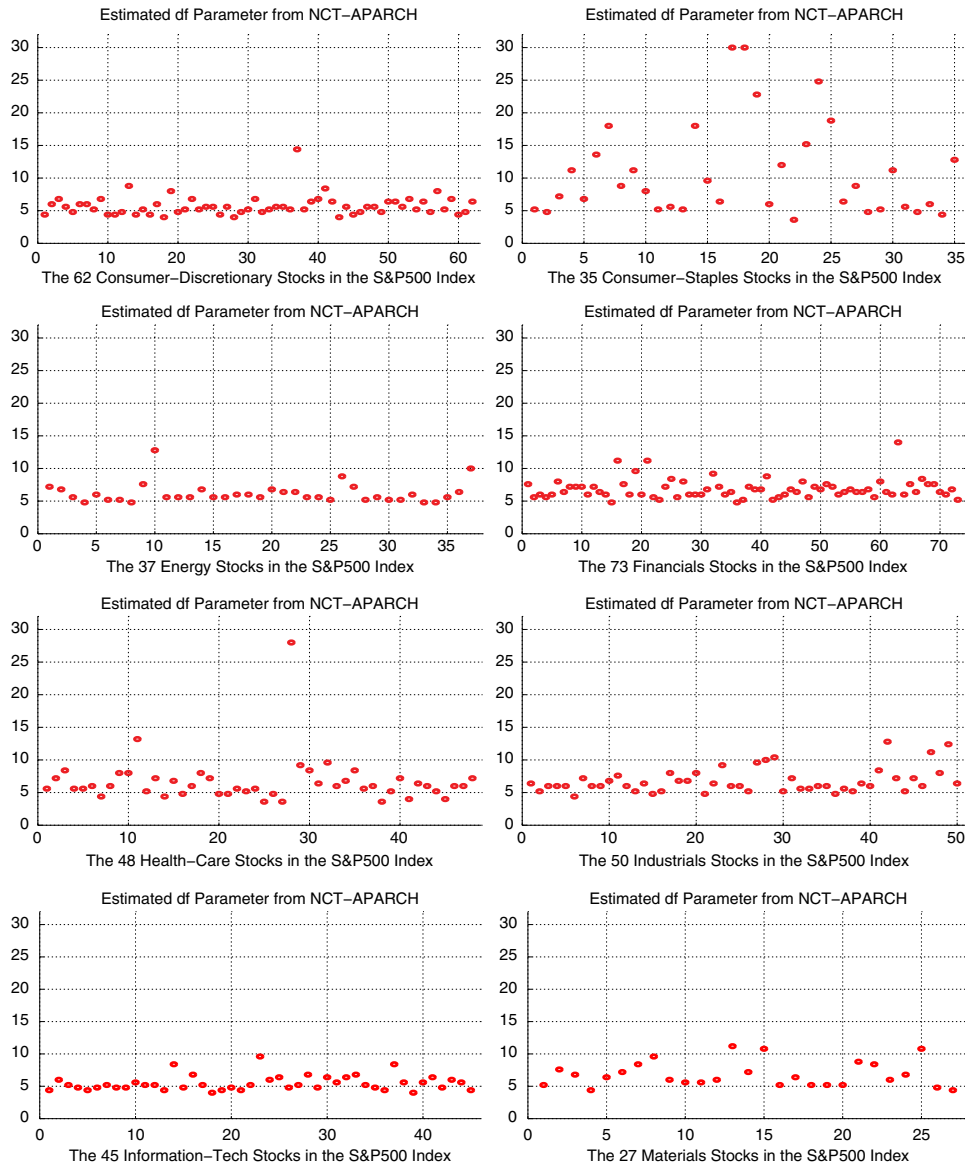 Estimated df Parameter from NCT−APARCH
30
25
20
15
10
5
0
0 10 20 30 40 50 60
The 62 Consumer−Discretionary Stocks in the S&P500 Index
Estimated df Parameter from NCT−APARCH
30
25
20
15
10
5
0
0 5 10 15 20 25 30 35
The 35 Consumer−Staples Stocks in the S&P500 Index
Estimated df Parameter from NCT−APARCH
30
25
20
15
10
5
0
0 5 10 15 20 25 30 35
The 37 Energy Stocks in the S&P500 Index
Estimated df Parameter from NCT−APARCH
30
25
20
15
10
5
0
0 10 20 30 40 50 60 70
The 73 Financials Stocks in the S&P500 Index
Estimated df Parameter from NCT−APARCH
30
25
20
15
10
5
0
0 10 20 30 40
The 48 Health−Care Stocks in the S&P500 Index
Estimated df Parameter from NCT−APARCH
30
25
20
15
10
5
0
0 10 20 30 40 50
The 50 Industrials Stocks in the S&P500 Index
Estimated df Parameter from NCT−APARCH
30
25
20
15
10
5
0
0 10 20 30 40
The 45 Information−Tech Stocks in the S&P500 Index
Estimated df Parameter from NCT−APARCH
30
25
20
15
10
5
0
0 5 10 15 20 25
The 27 Materials Stocks in the S&P500 Index